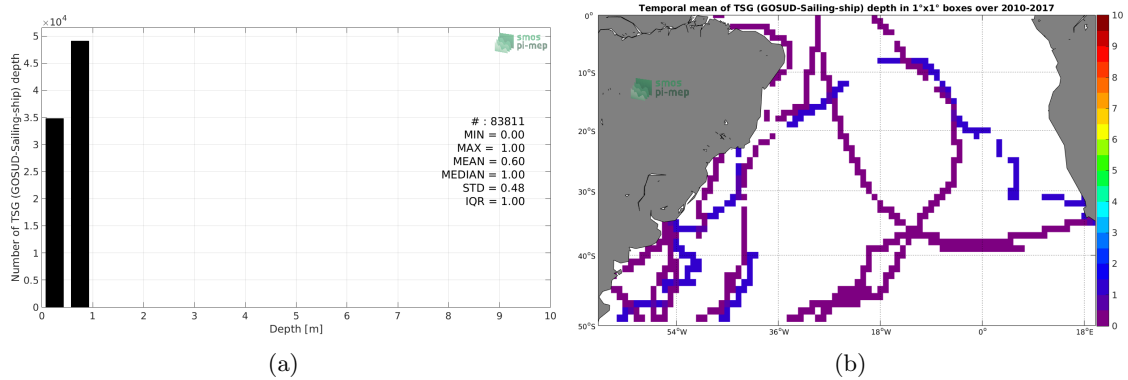 ×10⁴
5
4.5
4
3.5
3
2.5
2
1.5
1
0.5
0
Number of TSG (GOSUD-Sailing-ship) depth
smos
pi-mep
# : 83811
MIN = 0.00
MAX = 1.00
MEAN = 0.60
MEDIAN = 1.00
STD = 0.48
IQR = 1.00
0 1 2 3 4 5 6 7 8 9 10
Depth [m]
(a)
Temporal mean of TSG (GOSUD-Sailing-ship) depth in 1°x1° boxes over 2010-2017
0°
10°S
20°S
30°S
40°S
50°S
smos
pi-mep
54°W 36°W 18°W 0° 18°E
10
9
8
7
6
5
4
3
2
1
0
(b)